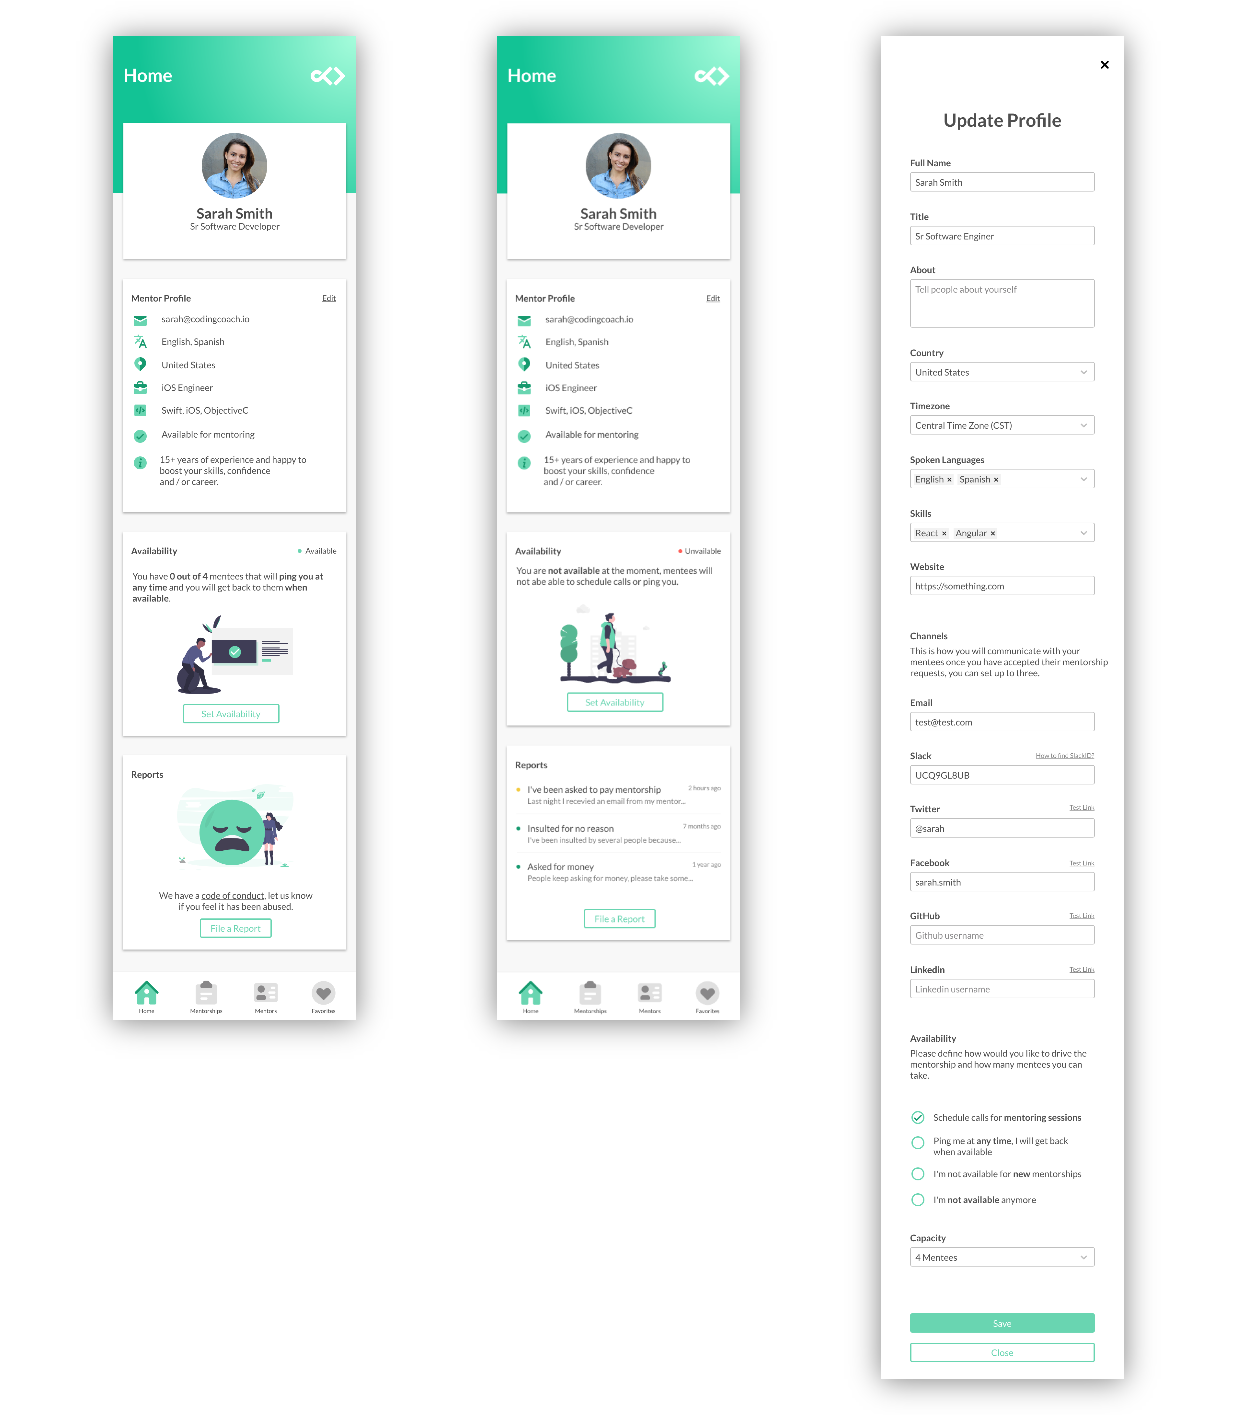 Home
Sarah Smith
Sr Software Developer
Mentor Profile
Edit
sarah@codingcoach.io
English, Spanish
United States
iOS Engineer
Swift, iOS, ObjectiveC
Available for mentoring
15+ years of experience and happy to
boost your skills, confidence
and / or career.
Availability
Available
You have 0 out of 4 mentees that will ping you at
any time and you will get back to them when
available.
Set Availability
Reports
We have a code of conduct, let us know
if you feel it has been abused.
File a Report
Home
Mentorships
Mentors
Favorites
Home
Sarah Smith
Sr Software Developer
Mentor Profile
Edit
sarah@codingcoach.io
English, Spanish
United States
iOS Engineer
Swift, iOS, ObjectiveC
Available for mentoring
15+ years of experience and happy to
boost your skills, confidence
and / or career.
Availability
Unvailable
You are not available at the moment, mentees will
not abe able to schedule calls or ping you.
Set Availability
Reports
I've been asked to pay mentorship
2 hours ago
Last night I recevied an email from my mentor...
Insulted for no reason
7 months ago
I've been insulted by several people because...
Asked for money
1 year ago
People keep asking for money, please take some...
File a Report
Home
Mentorships
Mentors
Favorites
×
Update Profile
Full Name
Sarah Smith
Title
Sr Software Enginer
About
Tell people about yourself
Country
United States
Timezone
Central Time Zone (CST)
Spoken Languages
English × Spanish ×
Skills
React × Angular ×
Website
https://something.com
Channels
This is how you will communicate with your
mentees once you have accepted their mentorship
requests, you can set up to three.
Email
test@test.com
Slack
How to find SlackID?
UCQ9GL8UB
Twitter
Test Link
@sarah
Facebook
Test Link
sarah.smith
GitHub
Test Link
Github username
Linkedin
Test Link
Linkedin username
Availability
Please define how would you like to drive the
mentorship and how many mentees you can
take.
Schedule calls for mentoring sessions
Ping me at any time, I will get back
when available
I'm not available for new mentorships
I'm not available anymore
Capacity
4 Mentees
Save
Close